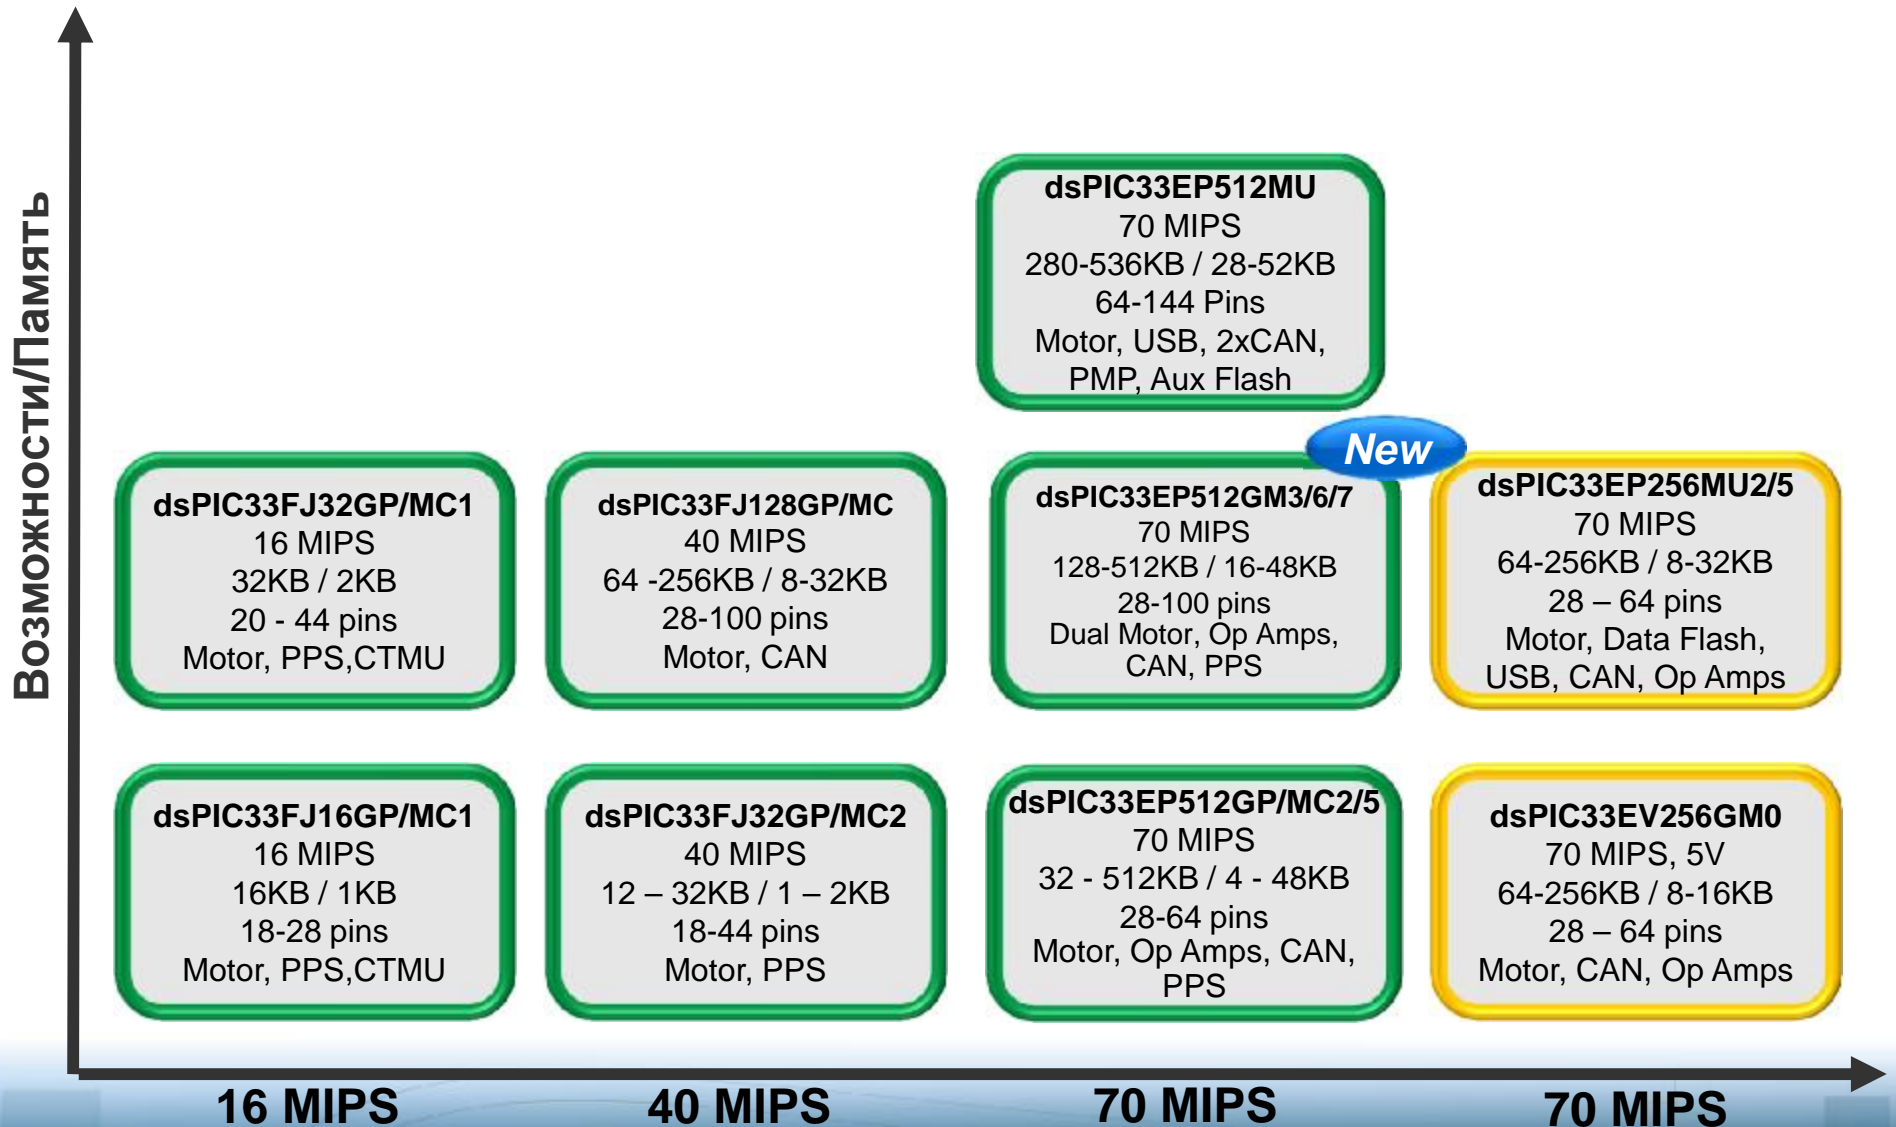 Возможности/Память
dsPIC33EP512MU
70 MIPS
280-536KB / 28-52KB
64-144 Pins
Motor, USB, 2xCAN,
PMP, Aux Flash
New
dsPIC33FJ32GP/MC1
16 MIPS
32KB / 2KB
20 - 44 pins
Motor, PPS,CTMU
dsPIC33FJ128GP/MC
40 MIPS
64 -256KB / 8-32KB
28-100 pins
Motor, CAN
dsPIC33EP512GM3/6/7
70 MIPS
128-512KB / 16-48KB
28-100 pins
Dual Motor, Op Amps,
CAN, PPS
dsPIC33EP256MU2/5
70 MIPS
64-256KB / 8-32KB
28 – 64 pins
Motor, Data Flash,
USB, CAN, Op Amps
dsPIC33FJ16GP/MC1
16 MIPS
16KB / 1KB
18-28 pins
Motor, PPS,CTMU
dsPIC33FJ32GP/MC2
40 MIPS
12 – 32KB / 1 – 2KB
18-44 pins
Motor, PPS
dsPIC33EP512GP/MC2/5
70 MIPS
32 - 512KB / 4 - 48KB
28-64 pins
Motor, Op Amps, CAN,
PPS
dsPIC33EV256GM0
70 MIPS, 5V
64-256KB / 8-16KB
28 – 64 pins
Motor, CAN, Op Amps
16 MIPS
40 MIPS
70 MIPS
70 MIPS